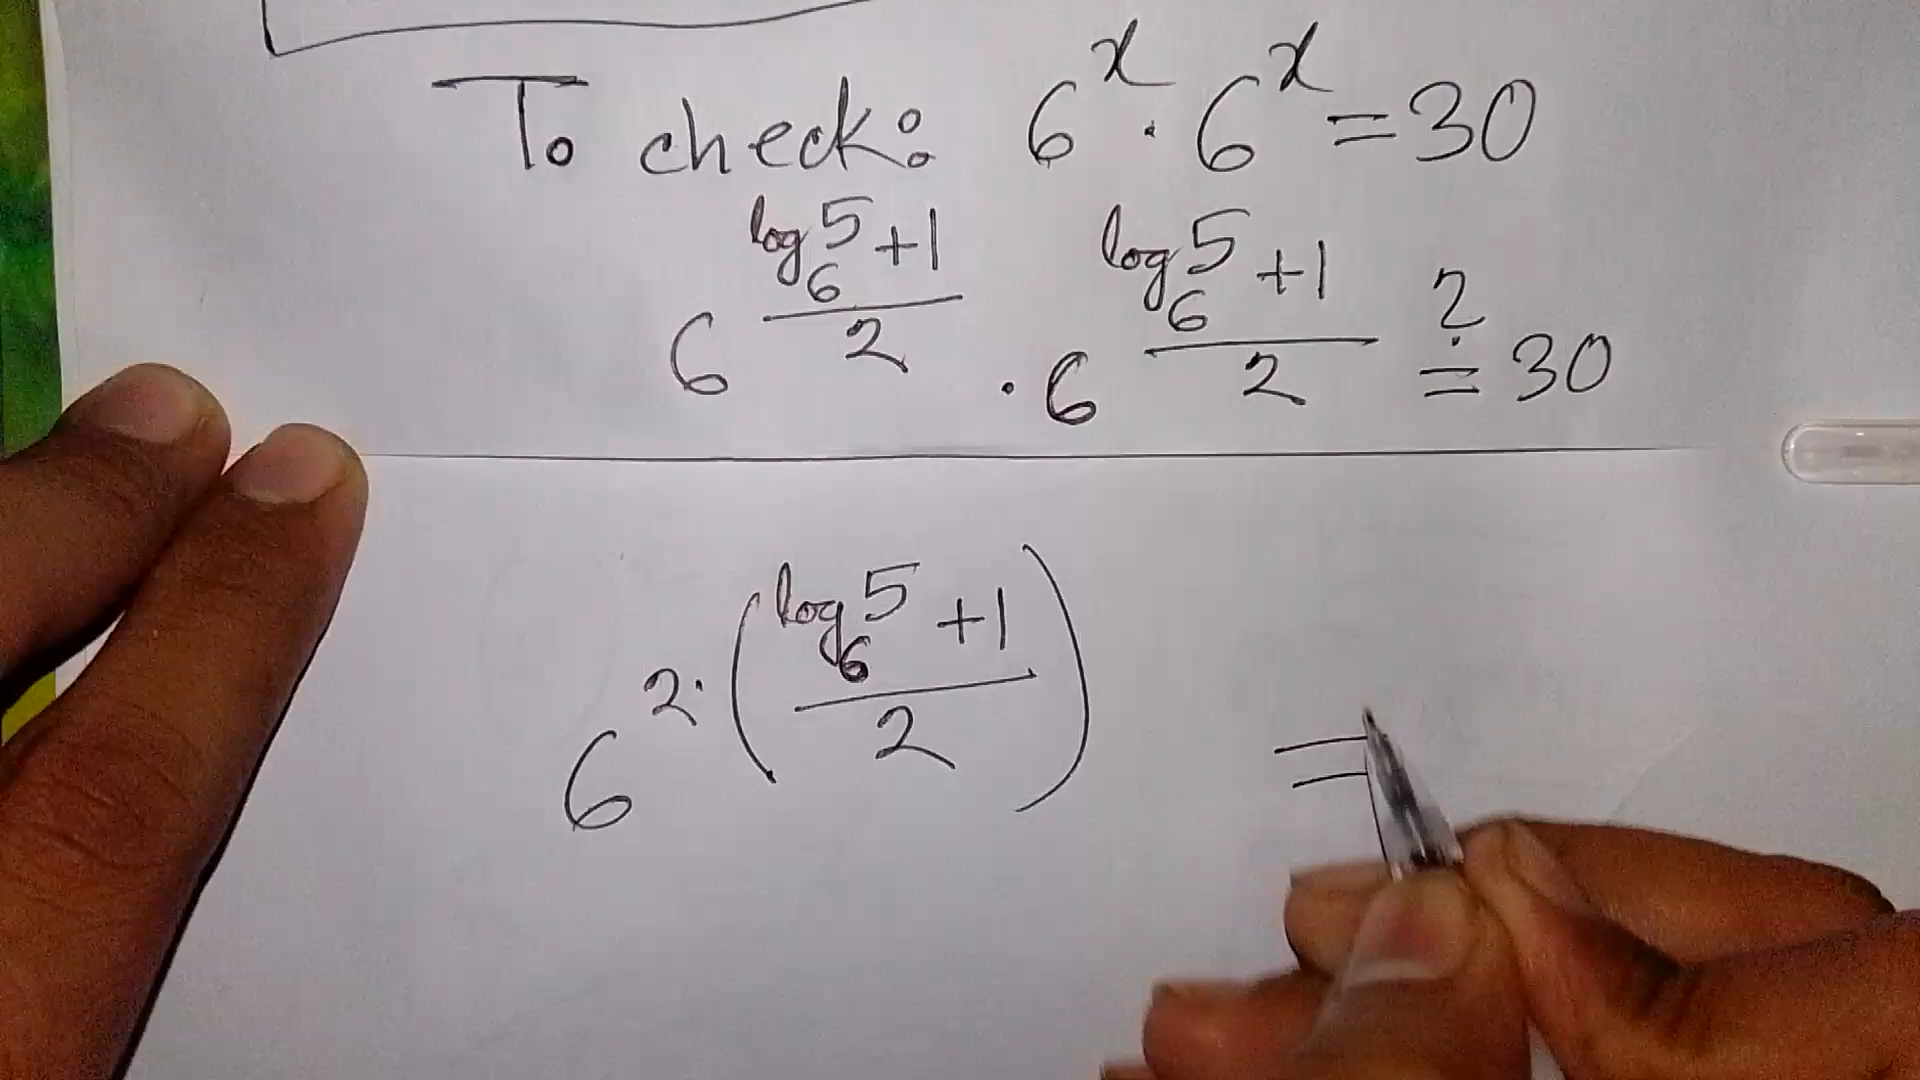 To check: 6^x · 6^x = 30
6^((log_6 5 + 1)/2) · 6^((log_6 5 + 1)/2) ≟ 30
6^(2·((log_6 5 + 1)/2)) =